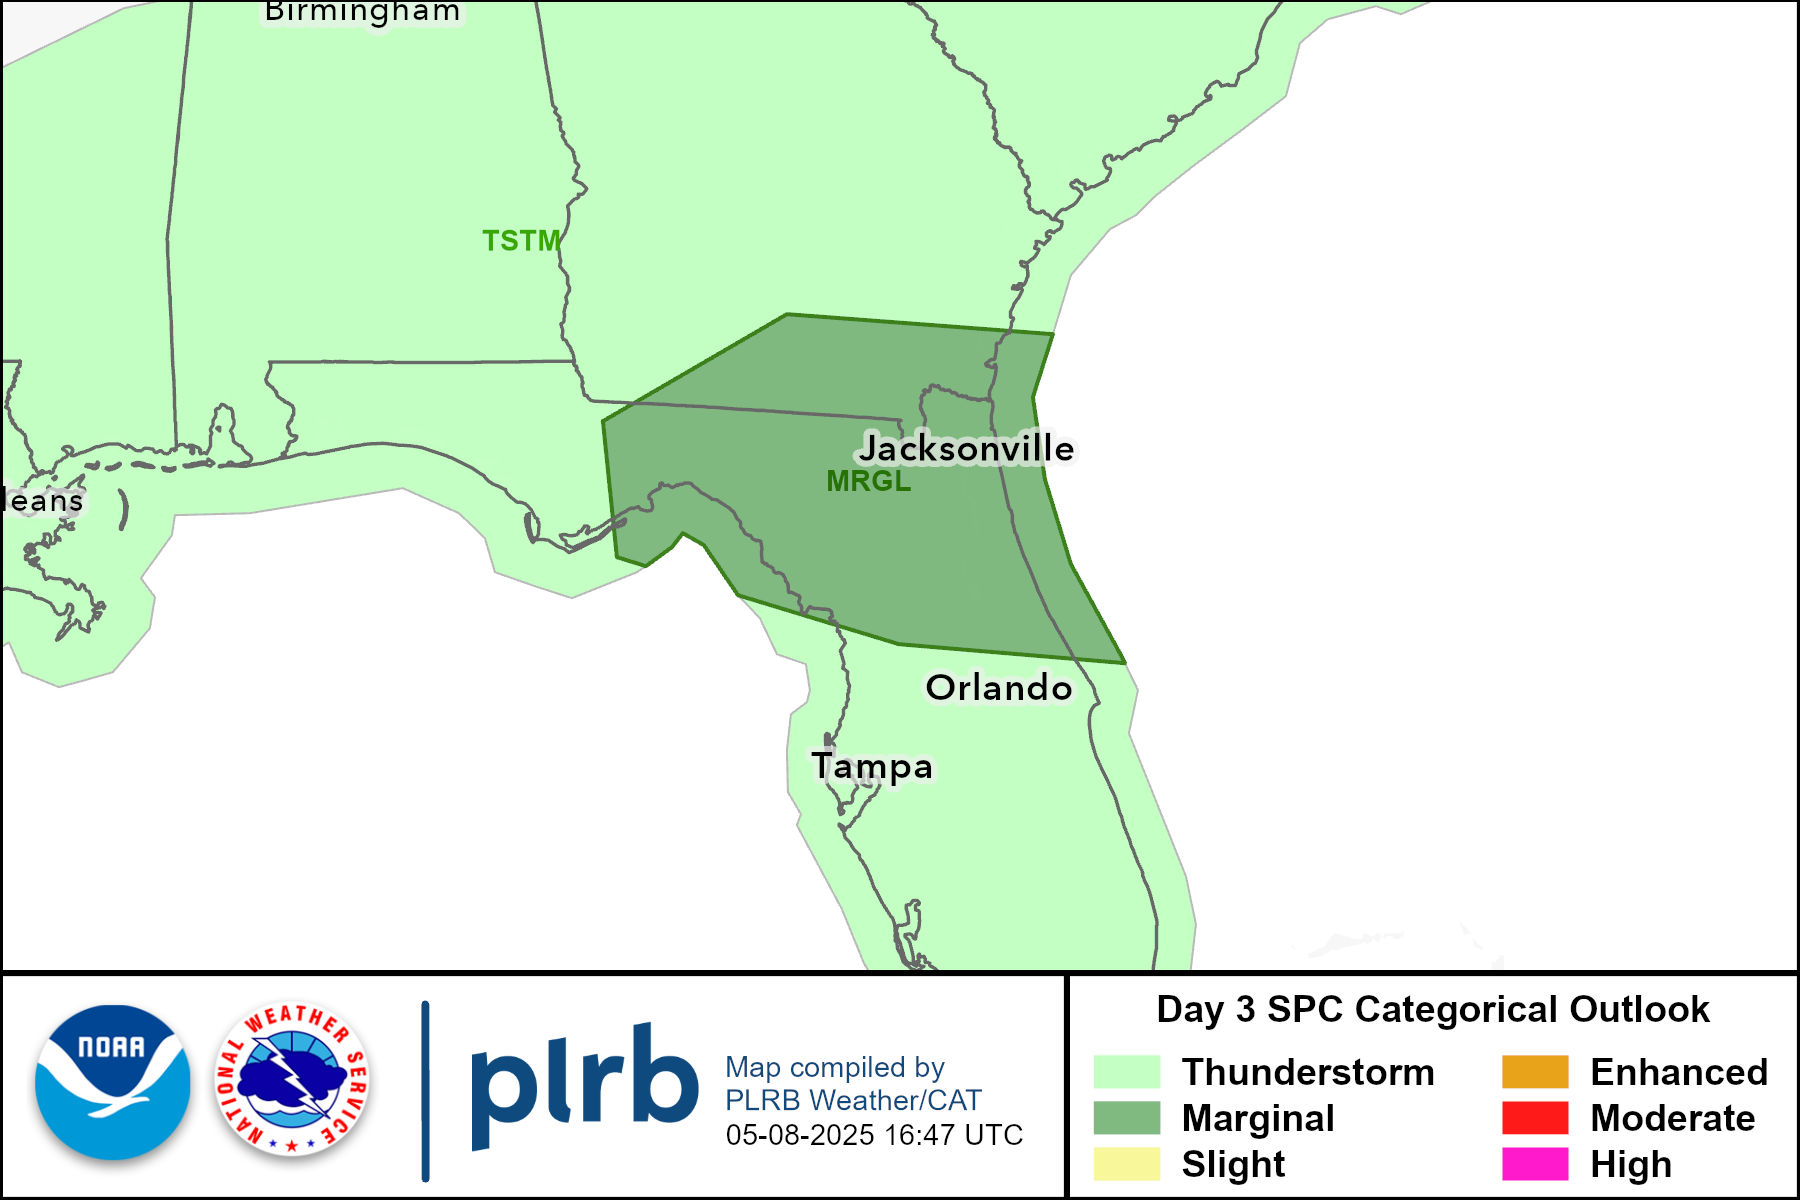 Birmingham
TSTM
Jacksonville
MRGL
leans
Orlando
Tampa
NOAA
NATIONAL WEATHER SERVICE
plrb
Map compiled by
PLRB Weather/CAT
05-08-2025 16:47 UTC
Day 3 SPC Categorical Outlook
Thunderstorm
Marginal
Slight
Enhanced
Moderate
High